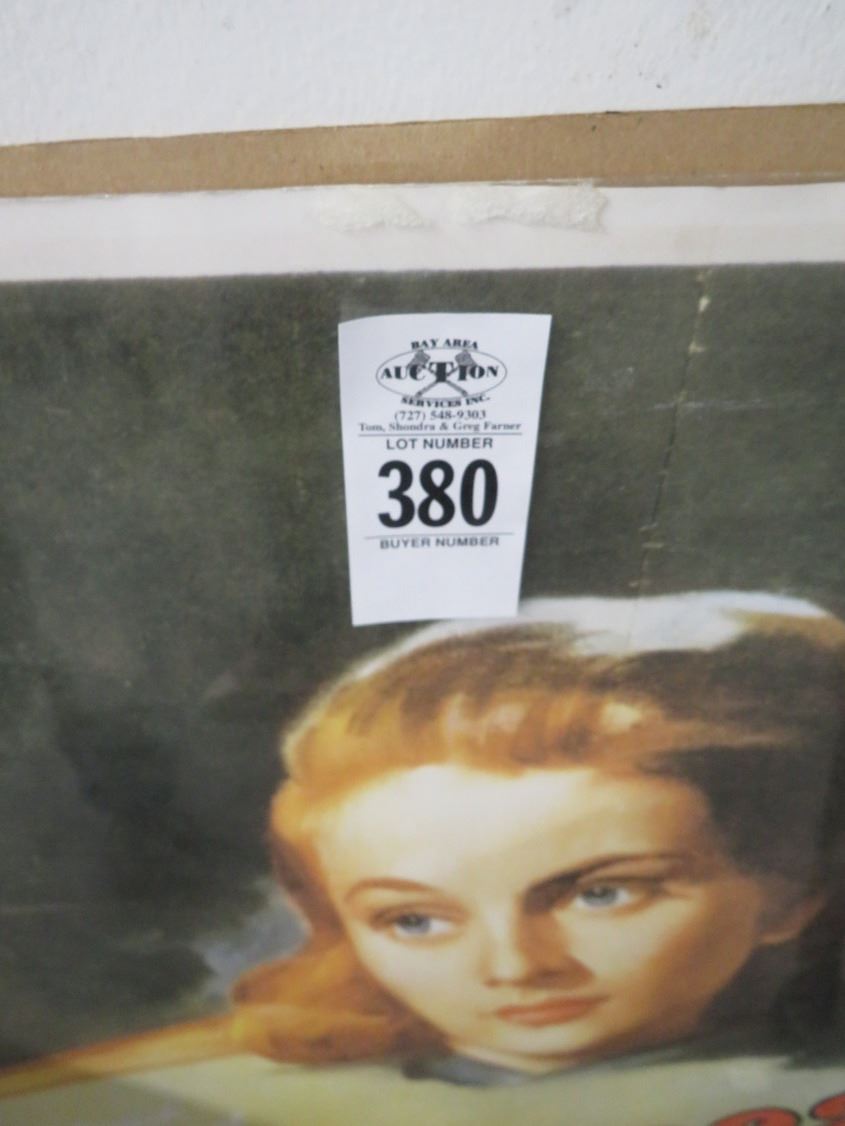 BAY AREA
AUCTION
SERVICES INC.
(727) 548-9303
Tom, Shondra & Greg Farner
LOT NUMBER
380
BUYER NUMBER